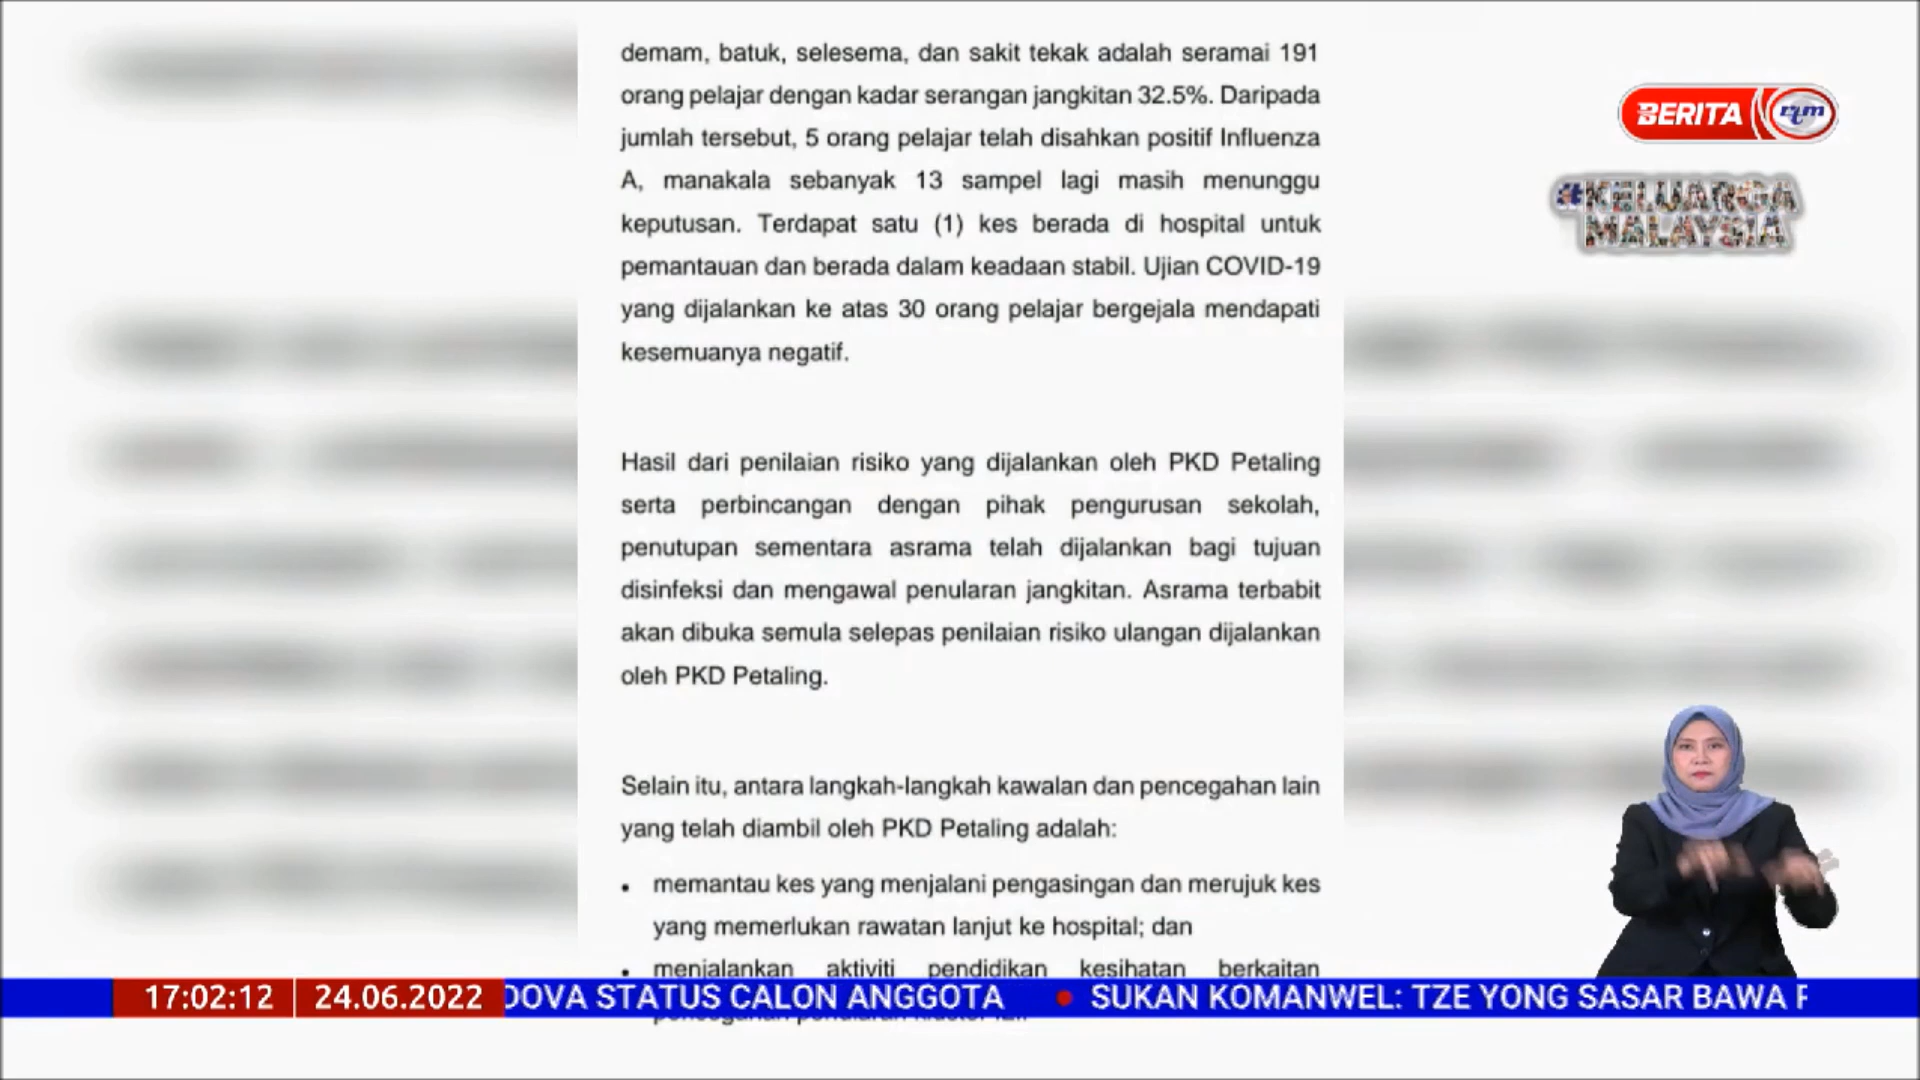 demam, batuk, selesema, dan sakit tekak adalah seramai 191
orang pelajar dengan kadar serangan jangkitan 32.5%. Daripada
jumlah tersebut, 5 orang pelajar telah disahkan positif Influenza
A, manakala sebanyak 13 sampel lagi masih menunggu
keputusan. Terdapat satu (1) kes berada di hospital untuk
pemantauan dan berada dalam keadaan stabil. Ujian COVID-19
yang dijalankan ke atas 30 orang pelajar bergejala mendapati
kesemuanya negatif.
Hasil dari penilaian risiko yang dijalankan oleh PKD Petaling
serta perbincangan dengan pihak pengurusan sekolah,
penutupan sementara asrama telah dijalankan bagi tujuan
disinfeksi dan mengawal penularan jangkitan. Asrama terbabit
akan dibuka semula selepas penilaian risiko ulangan dijalankan
oleh PKD Petaling.
Selain itu, antara langkah-langkah kawalan dan pencegahan lain
yang telah diambil oleh PKD Petaling adalah:
• memantau kes yang menjalani pengasingan dan merujuk kes
yang memerlukan rawatan lanjut ke hospital; dan
• menjalankan aktiviti pendidikan kesihatan berkaitan
BERITA rtm
#KELUARGA
MALAYSIA
17:02:12 24.06.2022 DOVA STATUS CALON ANGGOTA • SUKAN KOMANWEL: TZE YONG SASAR BAWA